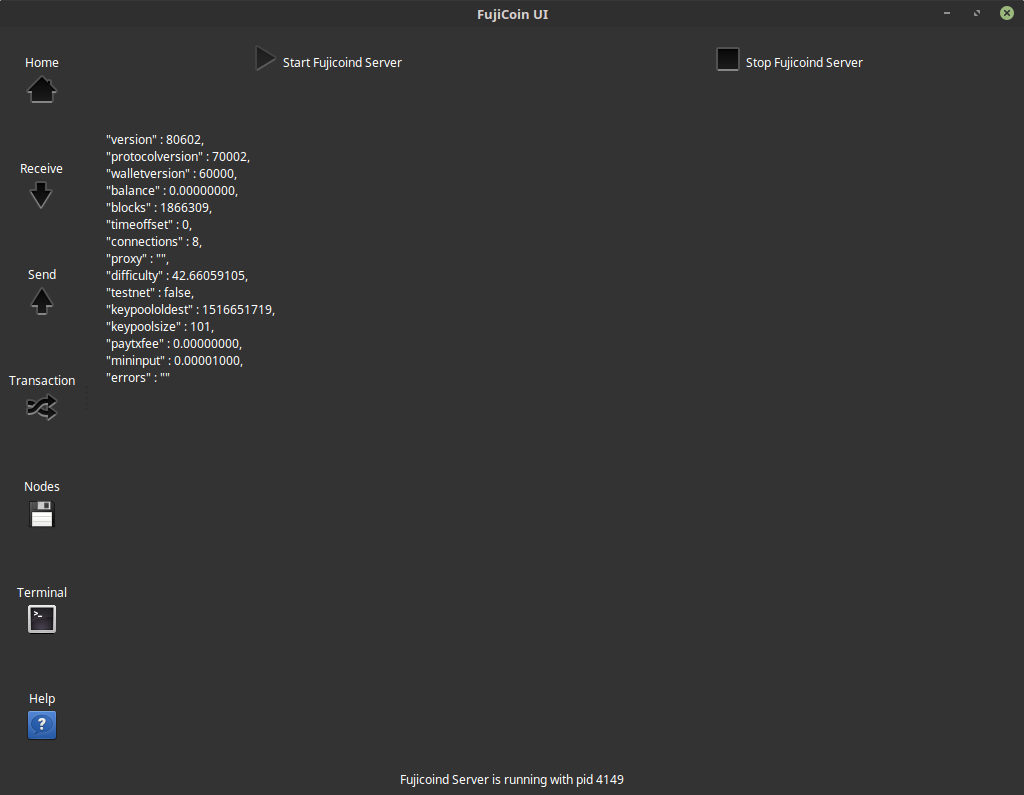 FujiCoin UI
Home
Start Fujicoind Server
Stop Fujicoind Server
Receive
Send
Transaction
Nodes
Terminal
Help
"version" : 80602,
"protocolversion" : 70002,
"walletversion" : 60000,
"balance" : 0.00000000,
"blocks" : 1866309,
"timeoffset" : 0,
"connections" : 8,
"proxy" : "",
"difficulty" : 42.66059105,
"testnet" : false,
"keypoololdest" : 1516651719,
"keypoolsize" : 101,
"paytxfee" : 0.00000000,
"mininput" : 0.00001000,
"errors" : ""
Fujicoind Server is running with pid 4149